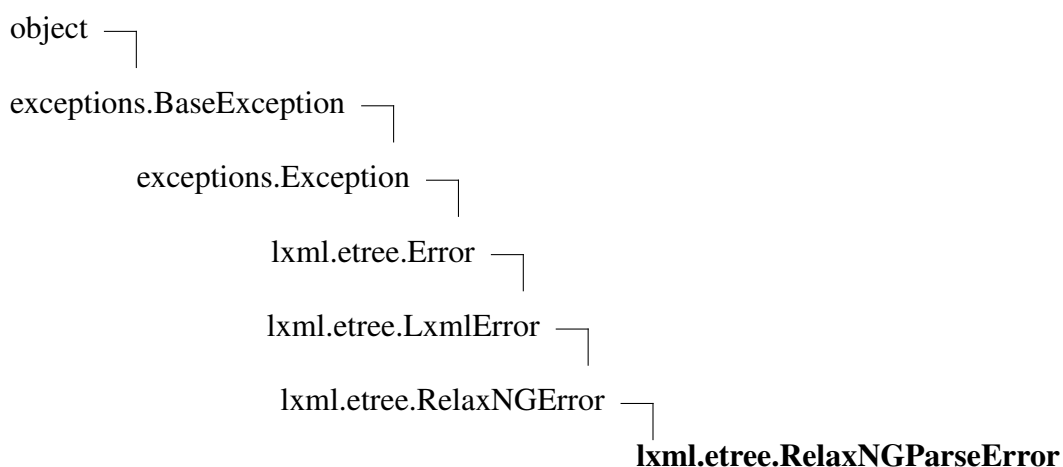 object
exceptions.BaseException
exceptions.Exception
lxml.etree.Error
lxml.etree.LxmlError
lxml.etree.RelaxNGError
lxml.etree.RelaxNGParseError